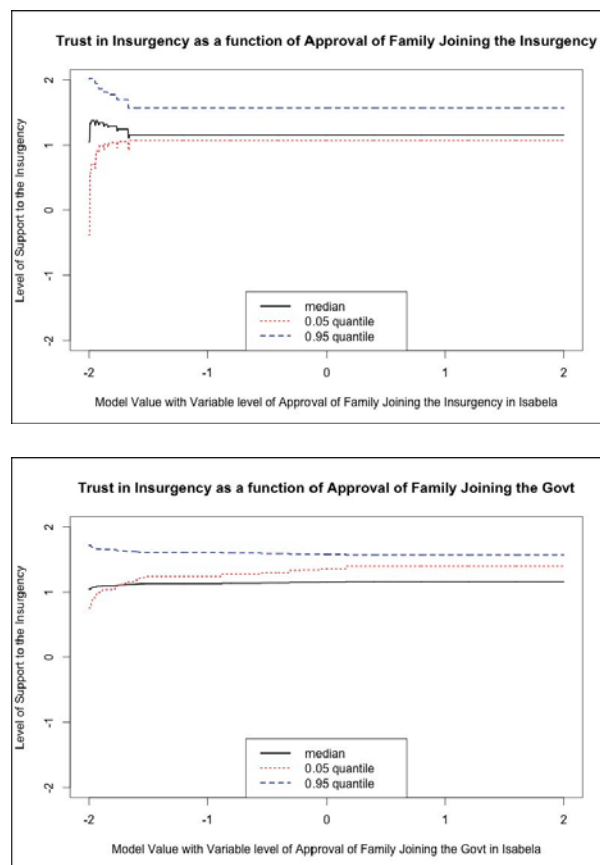 Trust in Insurgency as a function of Approval of Family Joining the Insurgency
Level of Support to the Insurgency
2
1
0
-1
-2
median
0.05 quantile
0.95 quantile
-2
-1
0
1
2
Model Value with Variable level of Approval of Family Joining the Insurgency in Isabela
Trust in Insurgency as a function of Approval of Family Joining the Govt
Level of Support to the Insurgency
2
1
0
-1
-2
median
0.05 quantile
0.95 quantile
-2
-1
0
1
2
Model Value with Variable level of Approval of Family Joining the Govt in Isabela